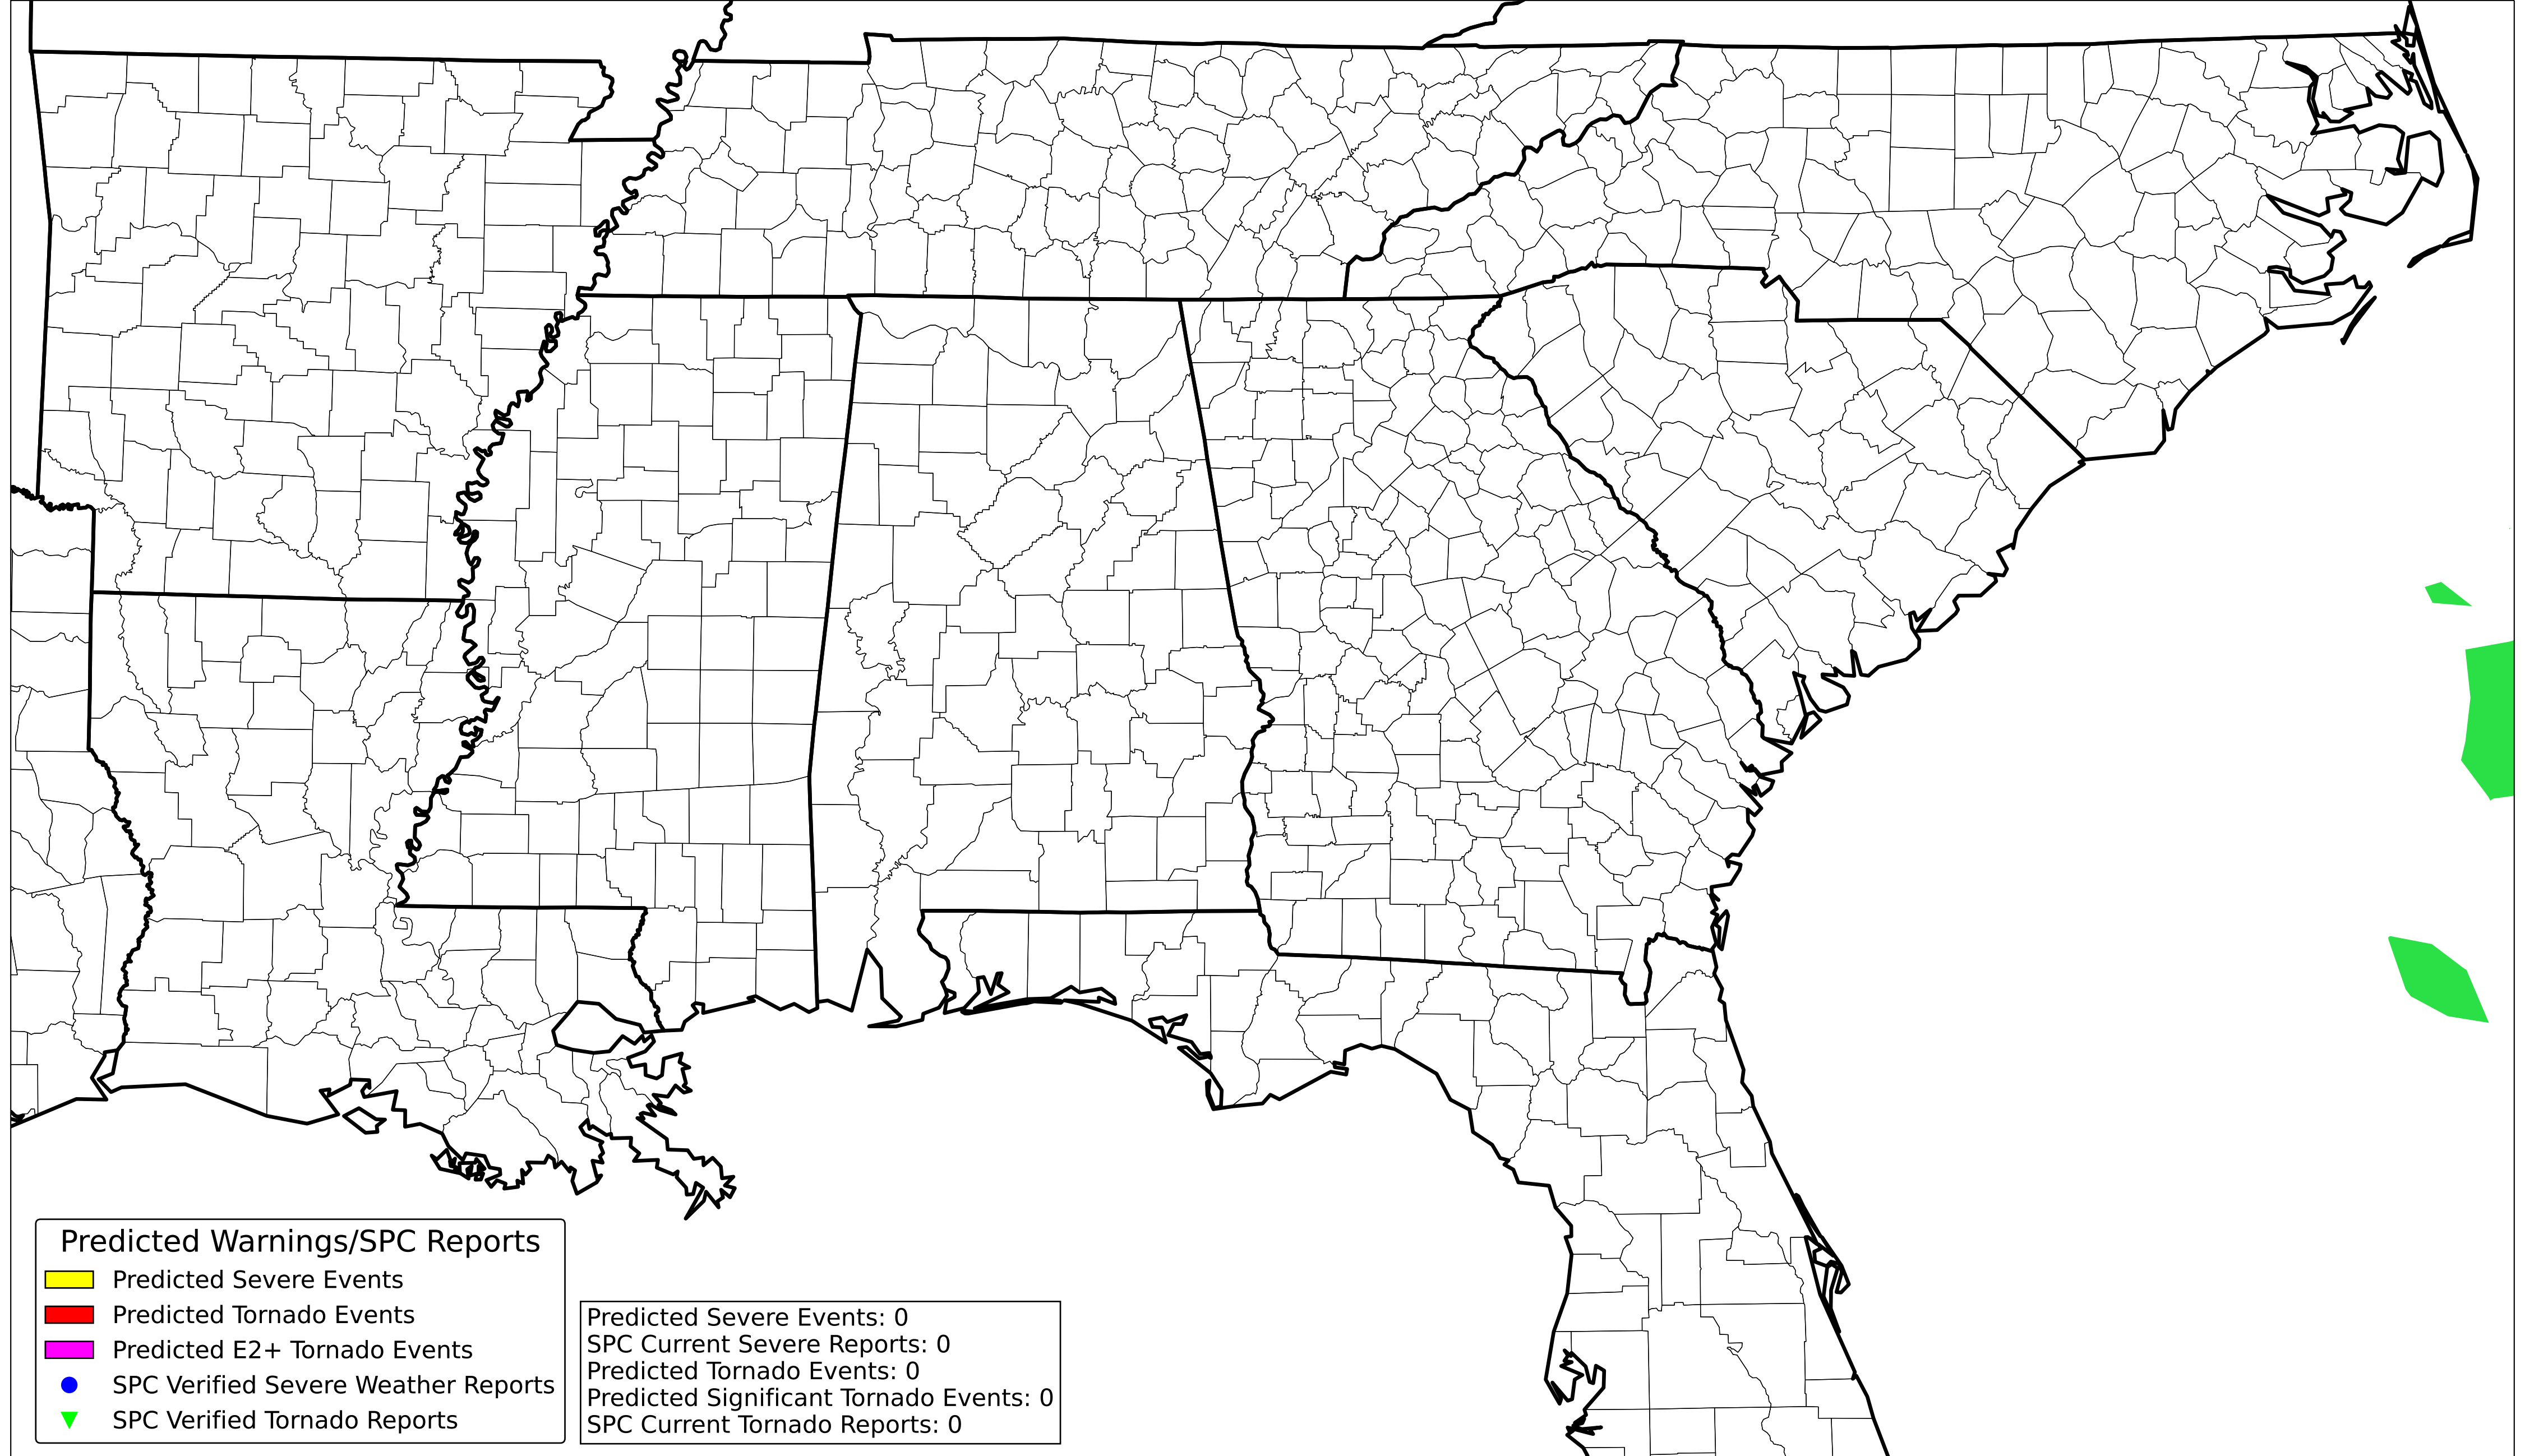 Predicted Warnings/SPC Reports
Predicted Severe Events
Predicted Tornado Events
Predicted E2+ Tornado Events
SPC Verified Severe Weather Reports
SPC Verified Tornado Reports
Predicted Severe Events: 0
SPC Current Severe Reports: 0
Predicted Tornado Events: 0
Predicted Significant Tornado Events: 0
SPC Current Tornado Reports: 0